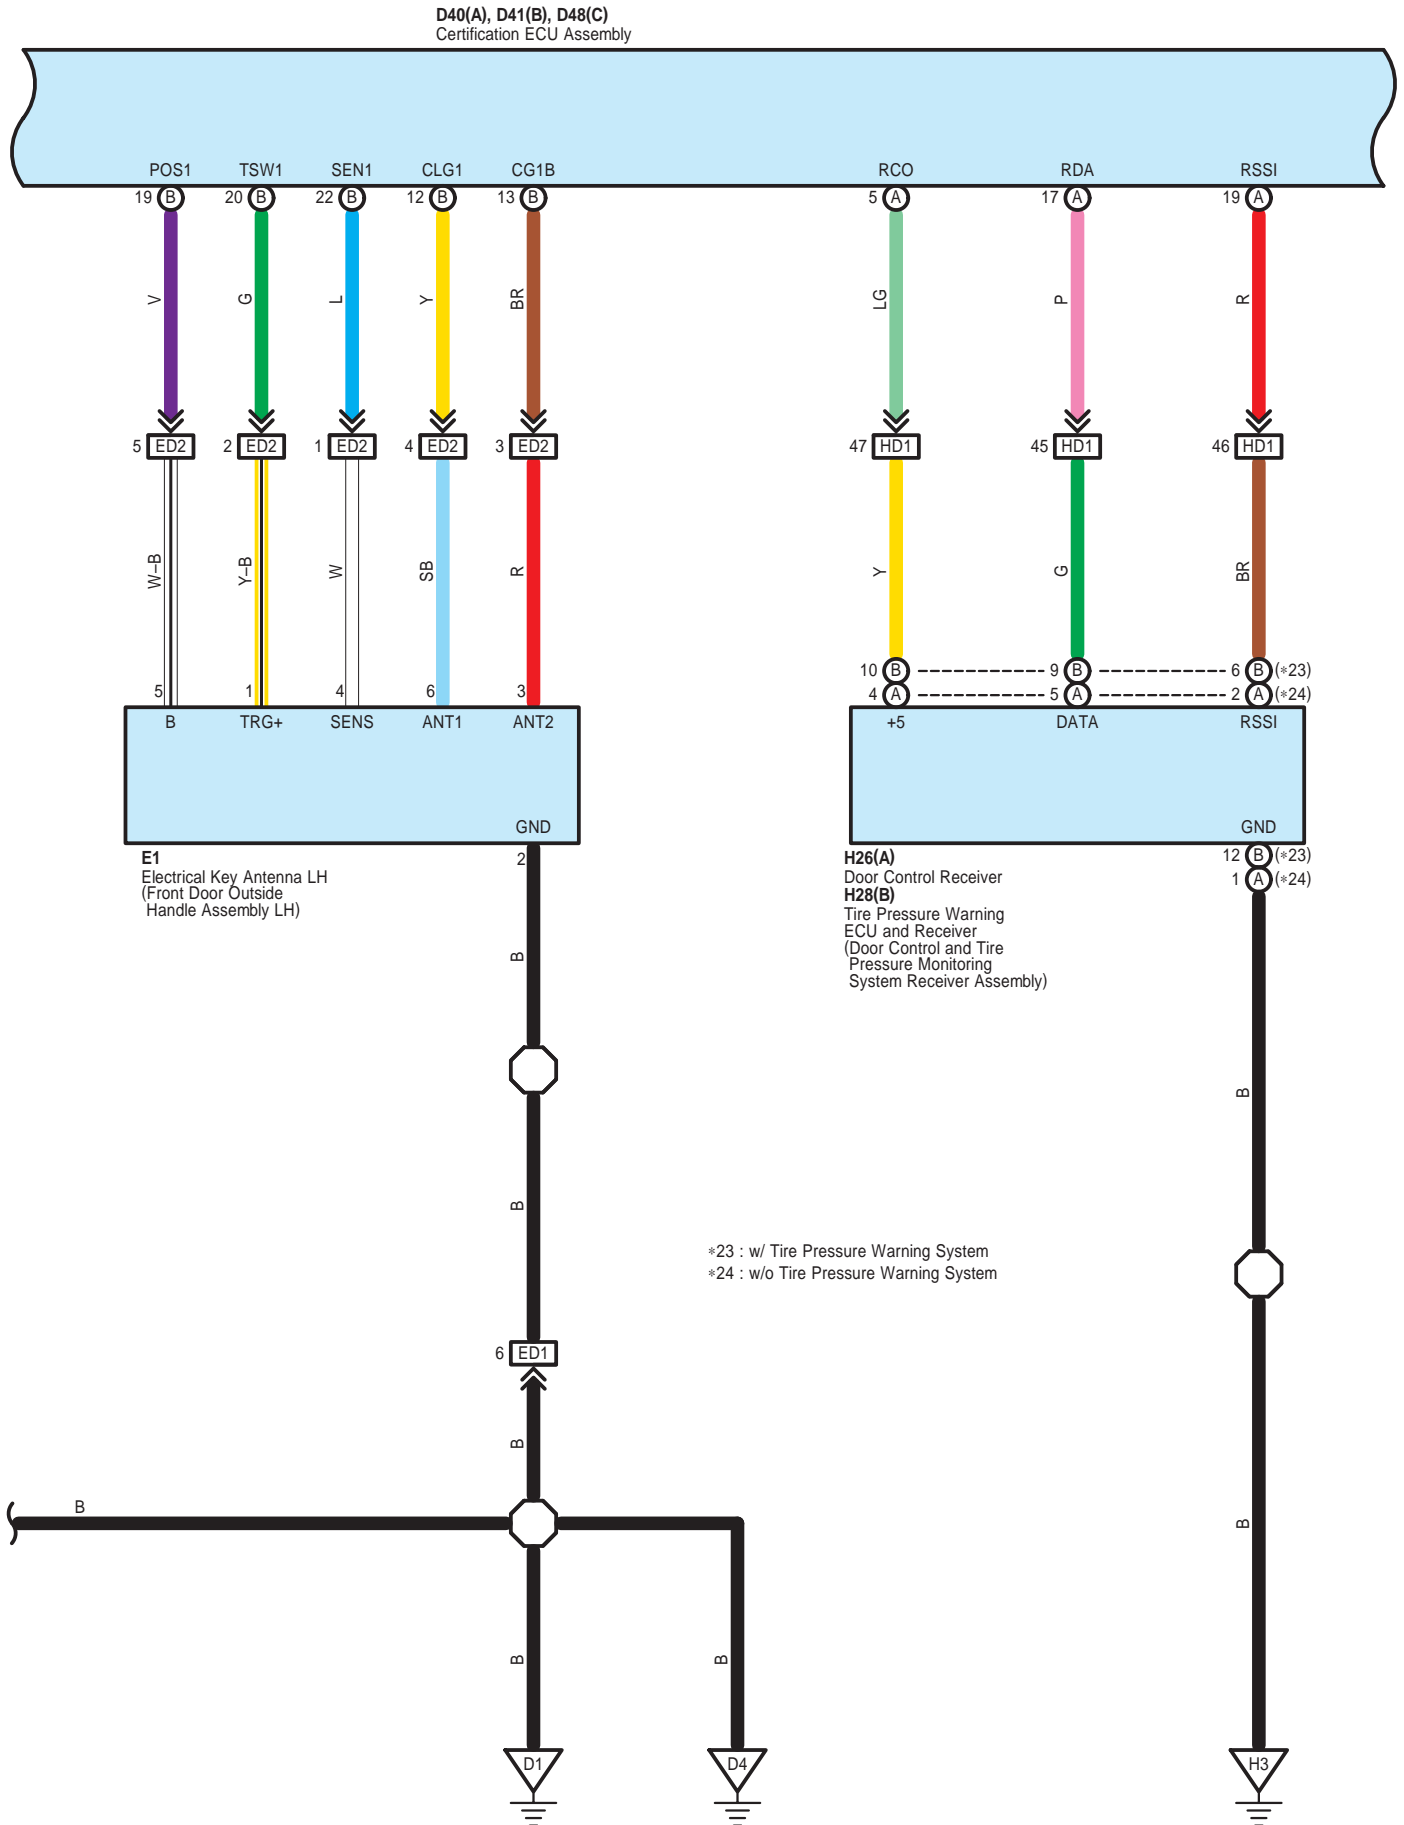 D40(A), D41(B), D48(C)
Certification ECU Assembly
POS1 TSW1 SEN1 CLG1 CG1B RCO RDA RSSI
19 B 20 B 22 B 12 B 13 B 5 A 17 A 19 A
V G L Y BR LG P R
5 ED2 2 ED2 1 ED2 4 ED2 3 ED2 47 HD1 45 HD1 46 HD1
W-B Y-B W SB R Y G BR
10 B 9 B 6 B (*23)
5 1 4 6 3 4 A 5 A 2 A (*24)
B TRG+ SENS ANT1 ANT2 +5 DATA RSSI
GND GND
E1
Electrical Key Antenna LH
(Front Door Outside
Handle Assembly LH)
2
H26(A)
Door Control Receiver
H28(B)
Tire Pressure Warning
ECU and Receiver
(Door Control and Tire
Pressure Monitoring
System Receiver Assembly)
12 B (*23)
1 A (*24)
B
B
B
*23 : w/ Tire Pressure Warning System
*24 : w/o Tire Pressure Warning System
6 ED1
B
B
B
B B
D1 D4 H3